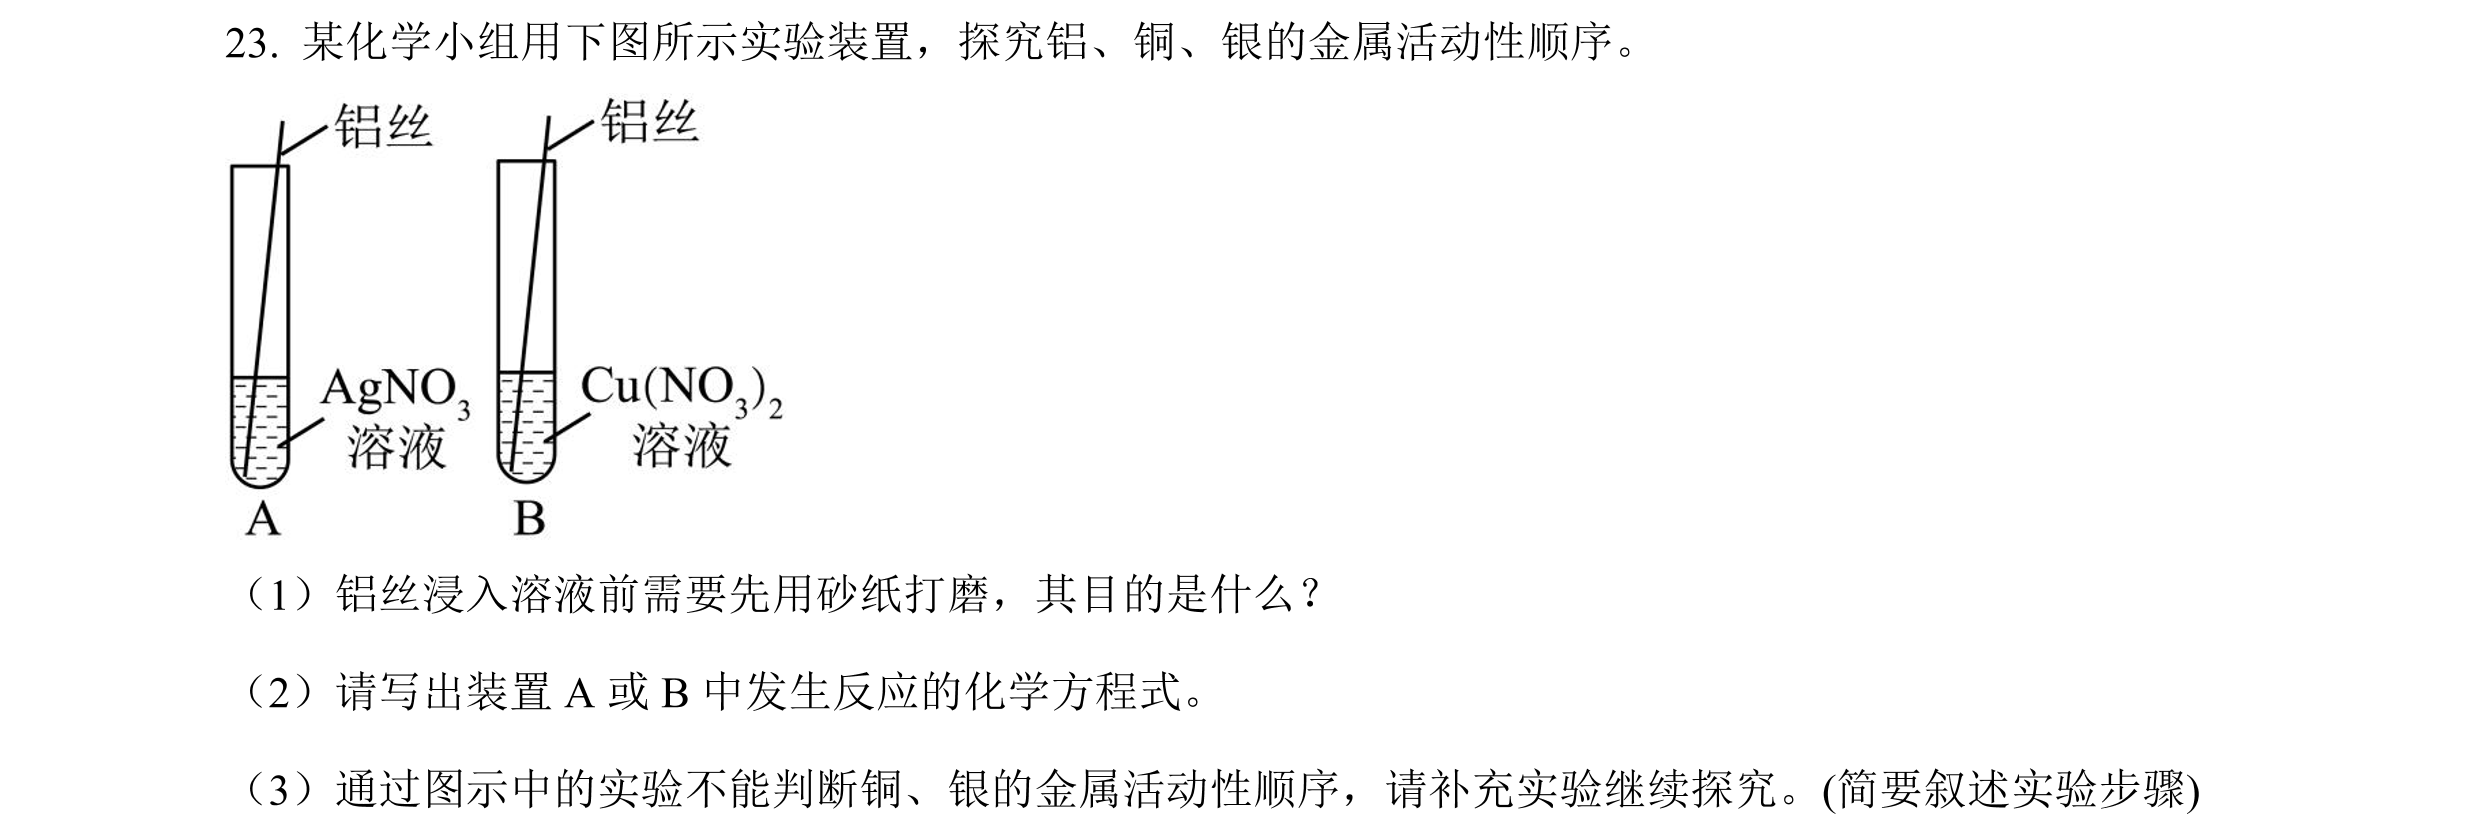 23. 某化学小组用下图所示实验装置，探究铝、铜、银的金属活动性顺序。
铝丝 铝丝
AgNO₃ Cu(NO₃)₂
溶液 溶液
A B
（1）铝丝浸入溶液前需要先用砂纸打磨，其目的是什么？
（2）请写出装置 A 或 B 中发生反应的化学方程式。
（3）通过图示中的实验不能判断铜、银的金属活动性顺序，请补充实验继续探究。(简要叙述实验步骤)